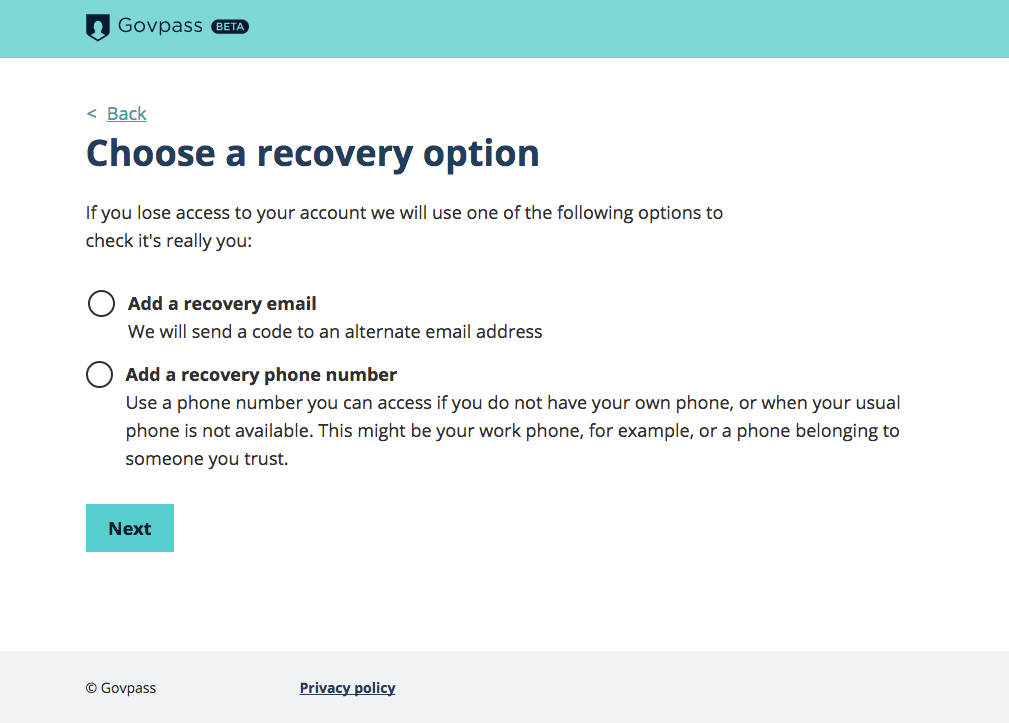 Govpass BETA
< Back
Choose a recovery option
If you lose access to your account we will use one of the following options to
check it's really you:
Add a recovery email
We will send a code to an alternate email address
Add a recovery phone number
Use a phone number you can access if you do not have your own phone, or when your usual
phone is not available. This might be your work phone, for example, or a phone belonging to
someone you trust.
Next
© Govpass Privacy policy